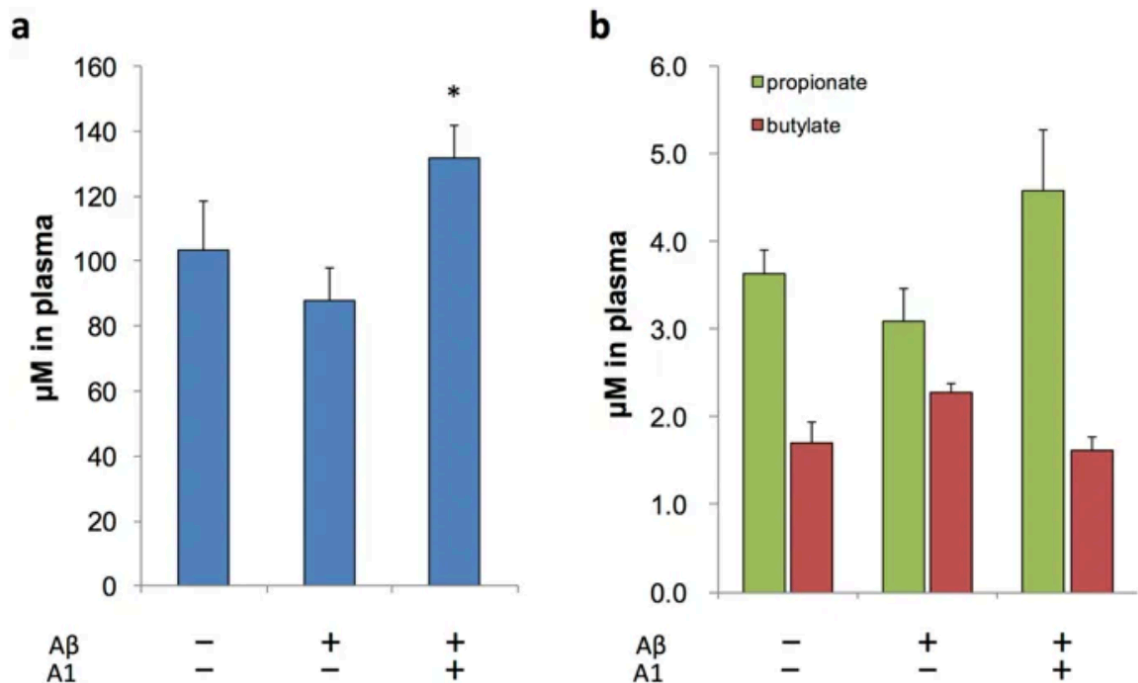 a
160
140
120
100
80
60
40
20
0
µM in plasma
*
Aβ − + +
A1 − − +
b
6.0
5.0
4.0
3.0
2.0
1.0
0.0
µM in plasma
propionate
butylate
Aβ − + +
A1 − − +